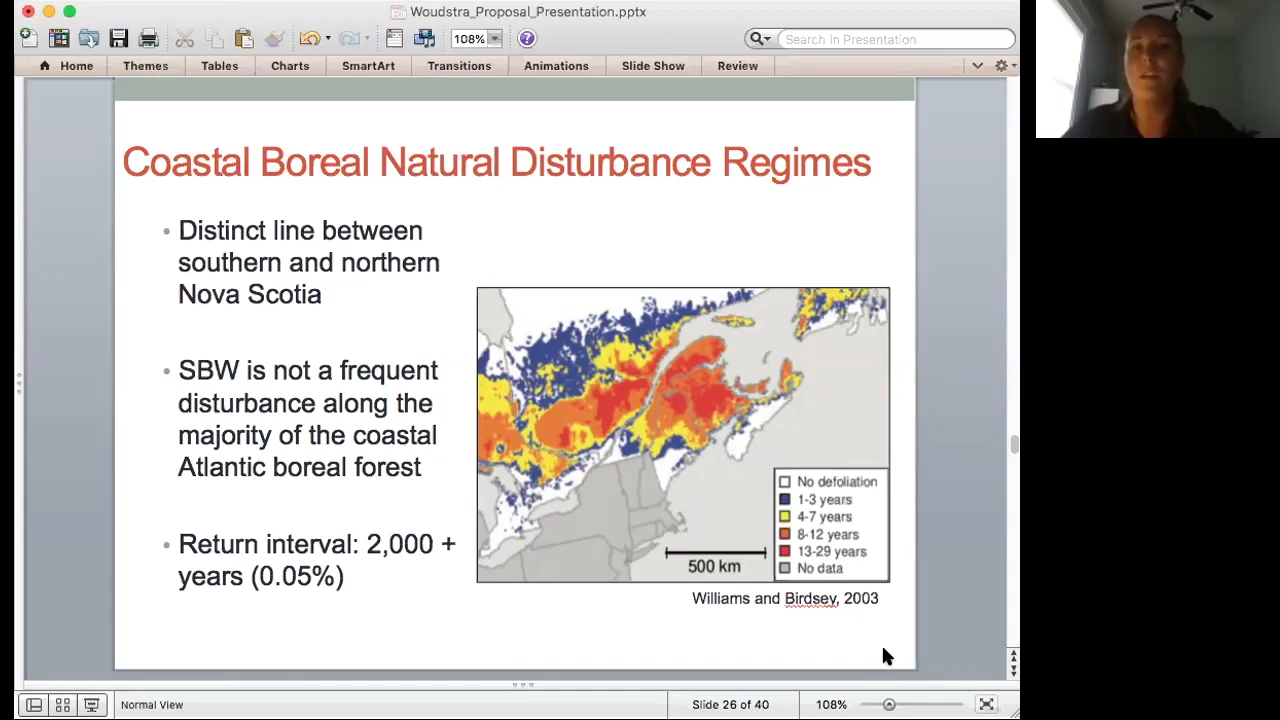 Woudstra_Proposal_Presentation.pptx
108%
Search in Presentation
Home Themes Tables Charts SmartArt Transitions Animations Slide Show Review
Coastal Boreal Natural Disturbance Regimes
• Distinct line between
southern and northern
Nova Scotia
• SBW is not a frequent
disturbance along the
majority of the coastal
Atlantic boreal forest
• Return interval: 2,000 +
years (0.05%)
No defoliation
1-3 years
4-7 years
8-12 years
13-29 years
No data
500 km
Williams and Birdsey, 2003
Normal View
Slide 26 of 40
108%